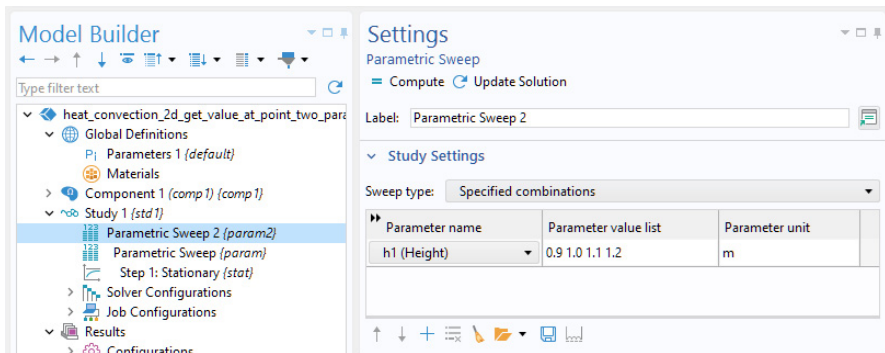 Model Builder
Type filter text
heat_convection_2d_get_value_at_point_two_para
Global Definitions
Pi Parameters 1 {default}
Materials
Component 1 (comp1) {comp1}
Study 1 {std1}
Parametric Sweep 2 {param2}
Parametric Sweep {param}
Step 1: Stationary {stat}
Solver Configurations
Job Configurations
Results
Configurations
Settings
Parametric Sweep
= Compute Update Solution
Label: Parametric Sweep 2
Study Settings
Sweep type: Specified combinations
Parameter name Parameter value list Parameter unit
h1 (Height) 0.9 1.0 1.1 1.2 m